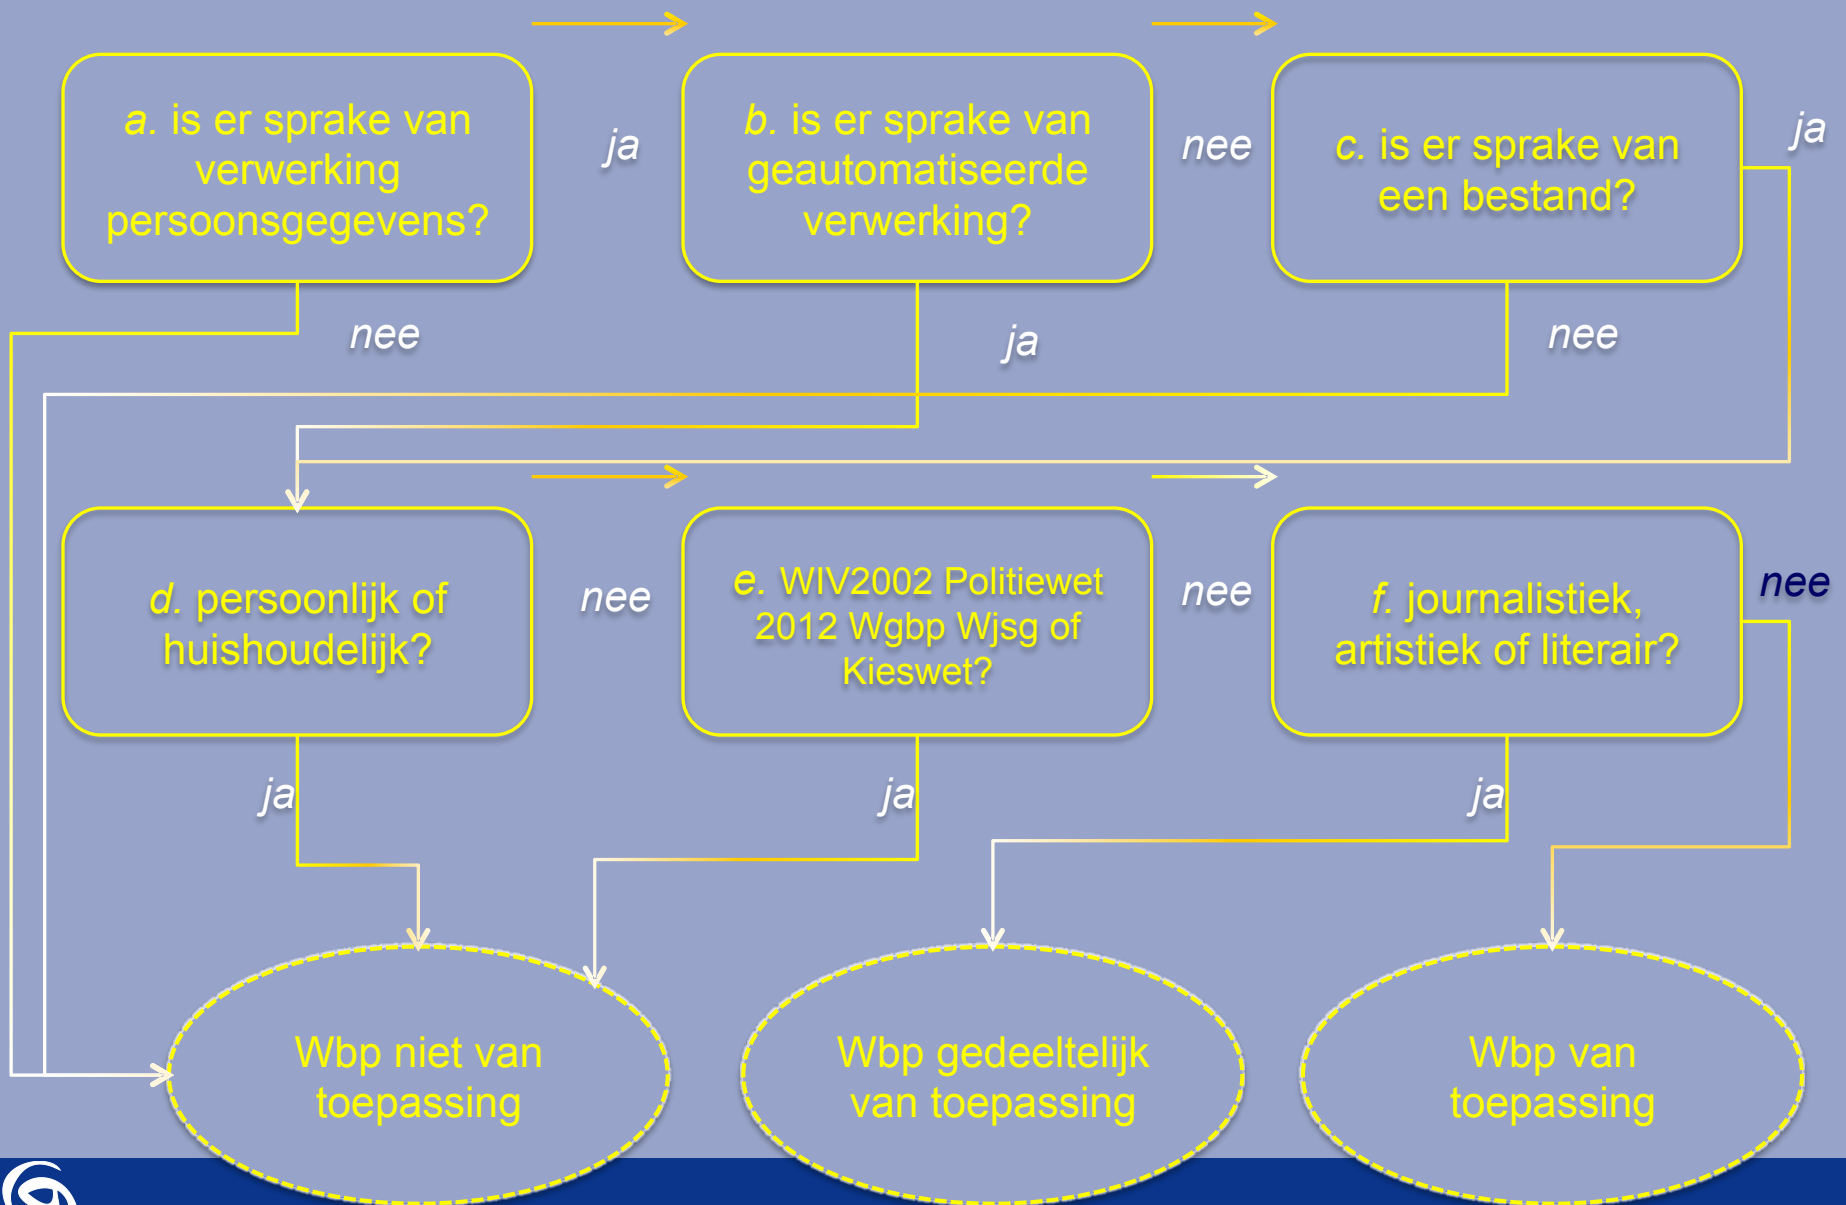 a. is er sprake van
verwerking
persoonsgegevens?
ja
b. is er sprake van
geautomatiseerde
verwerking?
nee
c. is er sprake van
een bestand?
ja
nee
ja
nee
d. persoonlijk of
huishoudelijk?
nee
e. WIV2002 Politiewet
2012 Wgbp Wjsg of
Kieswet?
nee
f. journalistiek,
artistiek of literair?
nee
ja
ja
ja
Wbp niet van
toepassing
Wbp gedeeltelijk
van toepassing
Wbp van
toepassing